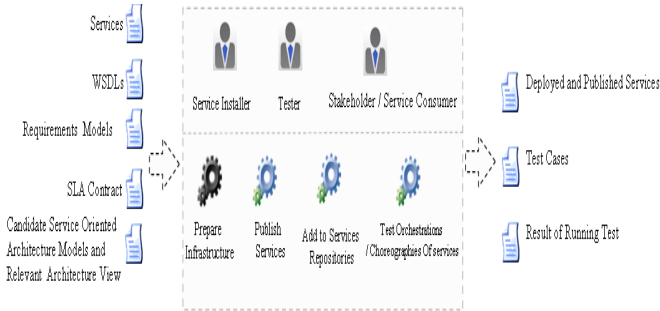 Services
WSDLs
Requirements Models
SLA Contract
Candidate Service Oriented
Architecture Models and
Relevant Architecture View
Service Installer
Tester
Stakeholder / Service Consumer
Prepare
Infrastructure
Publish
Services
Add to Services
Repositories
Test Orchestrations
/ Choreographies Of services
Deployed and Published Services
Test Cases
Result of Running Test